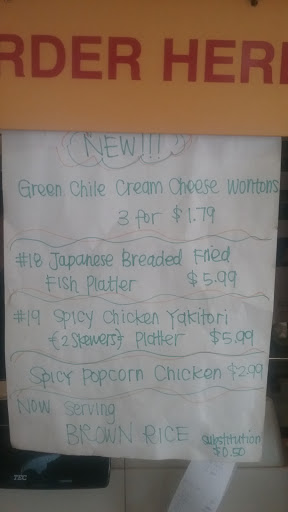 RDER HER
NEW!!!
Green Chile Cream Cheese Wontons
3 for $1.79
#18 Japanese Breaded Fried
Fish Platter $5.99
#19 Spicy Chicken Yakitori
{2 Skewers} Platter $5.99
Spicy Popcorn Chicken $2.99
Now Serving
BROWN RICE substitution
$0.50